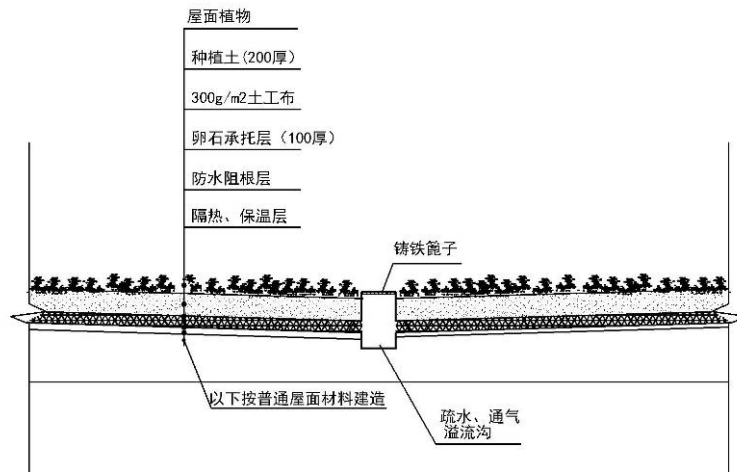 屋面植物
种植土(200厚)
300g/m2土工布
卵石承托层(100厚)
防水阻根层
隔热、保温层
铸铁篦子
以下按普通屋面材料建造
疏水、通气
溢流沟